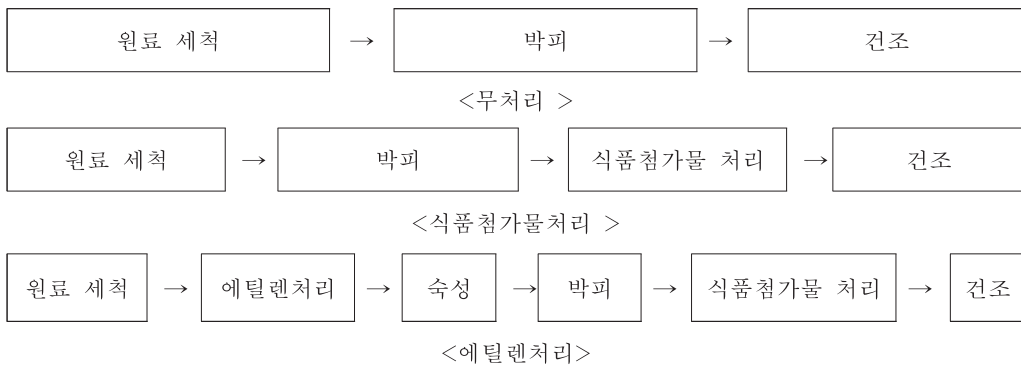 원료 세척 → 박피 → 건조
<무처리 >
원료 세척 → 박피 → 식품첨가물 처리 → 건조
<식품첨가물처리 >
원료 세척 → 에틸렌처리 → 숙성 → 박피 → 식품첨가물 처리 → 건조
<에틸렌처리>